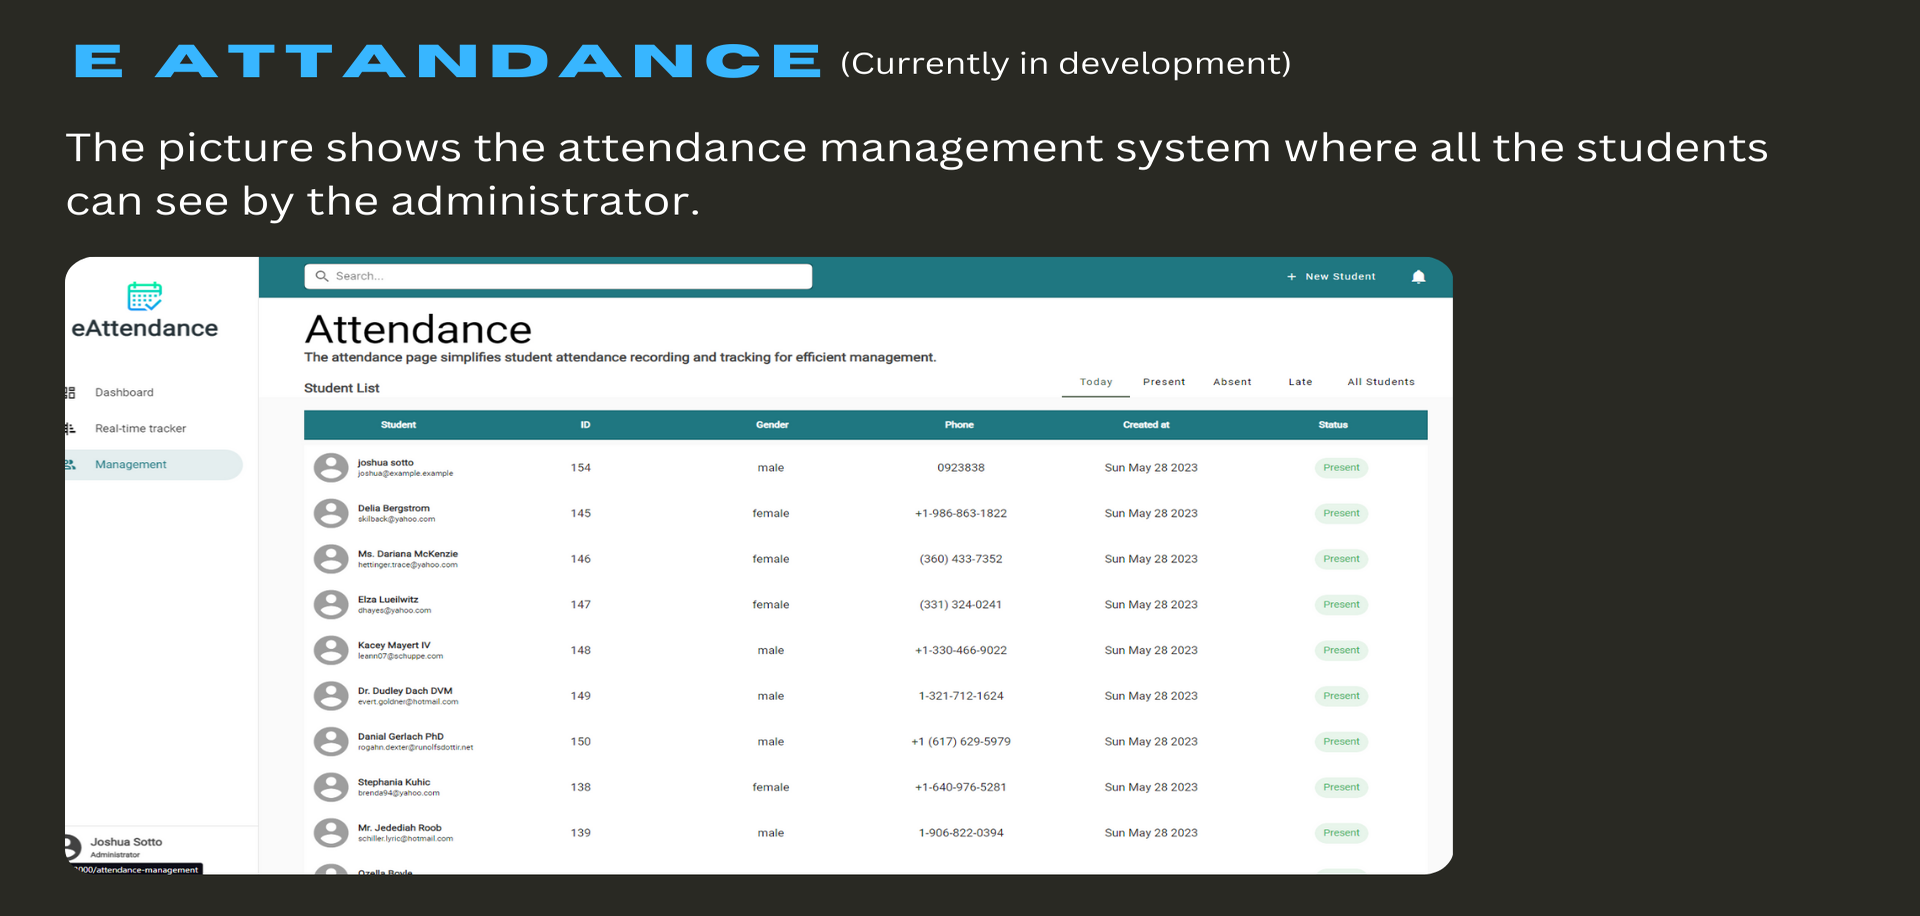 E ATTANDANCE (Currently in development)
The picture shows the attendance management system where all the students
can see by the administrator.
eAttendance
Dashboard
Real-time tracker
Management
Joshua Sotto
Administrator
000/attendance-management
Search...
+ New Student
Attendance
The attendance page simplifies student attendance recording and tracking for efficient management.
Student List
Today Present Absent Late All Students
Student ID Gender Phone Created at Status
joshua sotto
joshua@example.example
154 male 0923838 Sun May 28 2023 Present
Delia Bergstrom
skilback@yahoo.com
145 female +1-986-863-1822 Sun May 28 2023 Present
Ms. Dariana McKenzie
hettinger.trace@yahoo.com
146 female (360) 433-7352 Sun May 28 2023 Present
Elza Lueilwitz
dhayes@yahoo.com
147 female (331) 324-0241 Sun May 28 2023 Present
Kacey Mayert IV
leann07@schuppe.com
148 male +1-330-466-9022 Sun May 28 2023 Present
Dr. Dudley Dach DVM
evert.goldner@hotmail.com
149 male 1-321-712-1624 Sun May 28 2023 Present
Danial Gerlach PhD
rogahn.dexter@runolfsdottir.net
150 male +1 (617) 629-5979 Sun May 28 2023 Present
Stephania Kuhic
brenda94@yahoo.com
138 female +1-640-976-5281 Sun May 28 2023 Present
Mr. Jedediah Roob
schiller.lyric@hotmail.com
139 male 1-906-822-0394 Sun May 28 2023 Present
Ozella Boyle